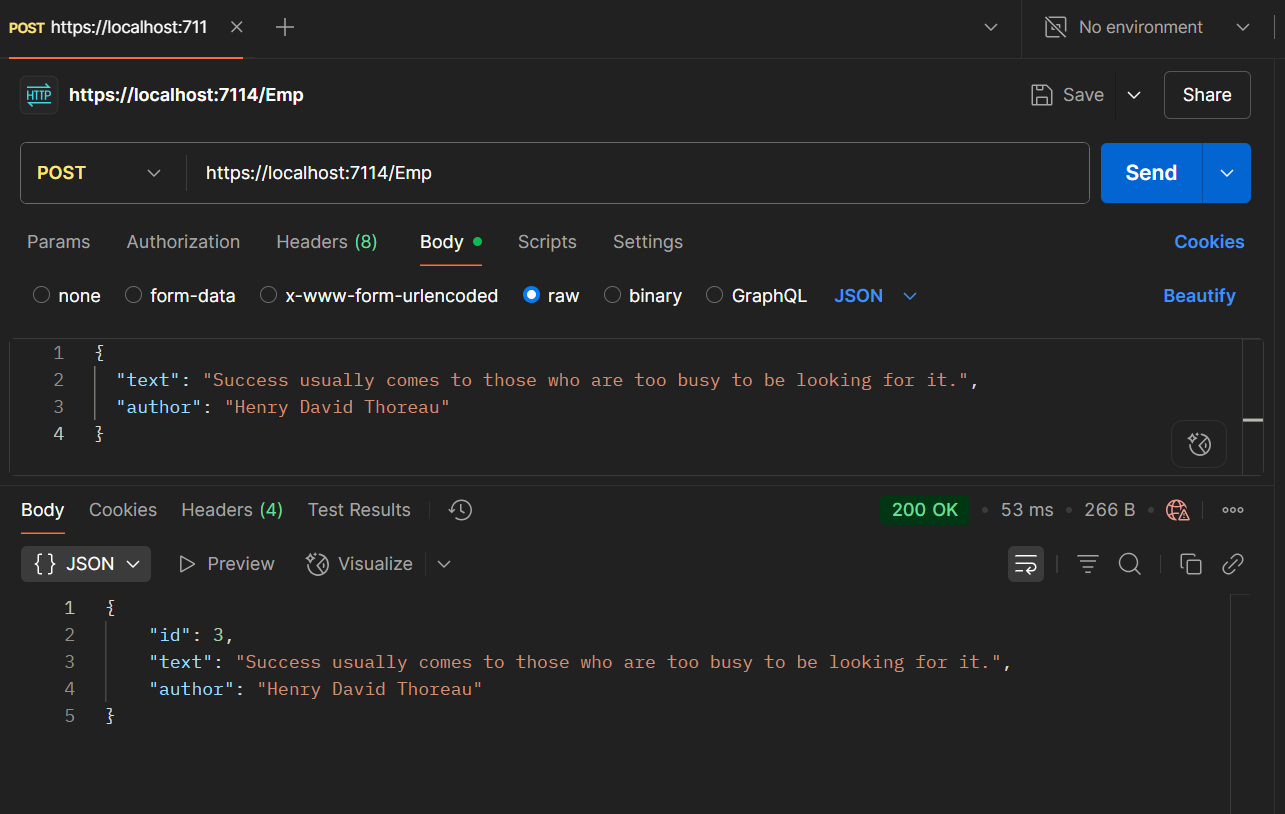 POST https://localhost:711
No environment
HTTP https://localhost:7114/Emp
Save
Share
POST
https://localhost:7114/Emp
Send
Params Authorization Headers (8) Body Scripts Settings Cookies
none form-data x-www-form-urlencoded raw binary GraphQL JSON Beautify
1 {
2 "text": "Success usually comes to those who are too busy to be looking for it.",
3 "author": "Henry David Thoreau"
4 }
Body Cookies Headers (4) Test Results 200 OK • 53 ms • 266 B •
{} JSON Preview Visualize
1 {
2 "id": 3,
3 "text": "Success usually comes to those who are too busy to be looking for it.",
4 "author": "Henry David Thoreau"
5 }